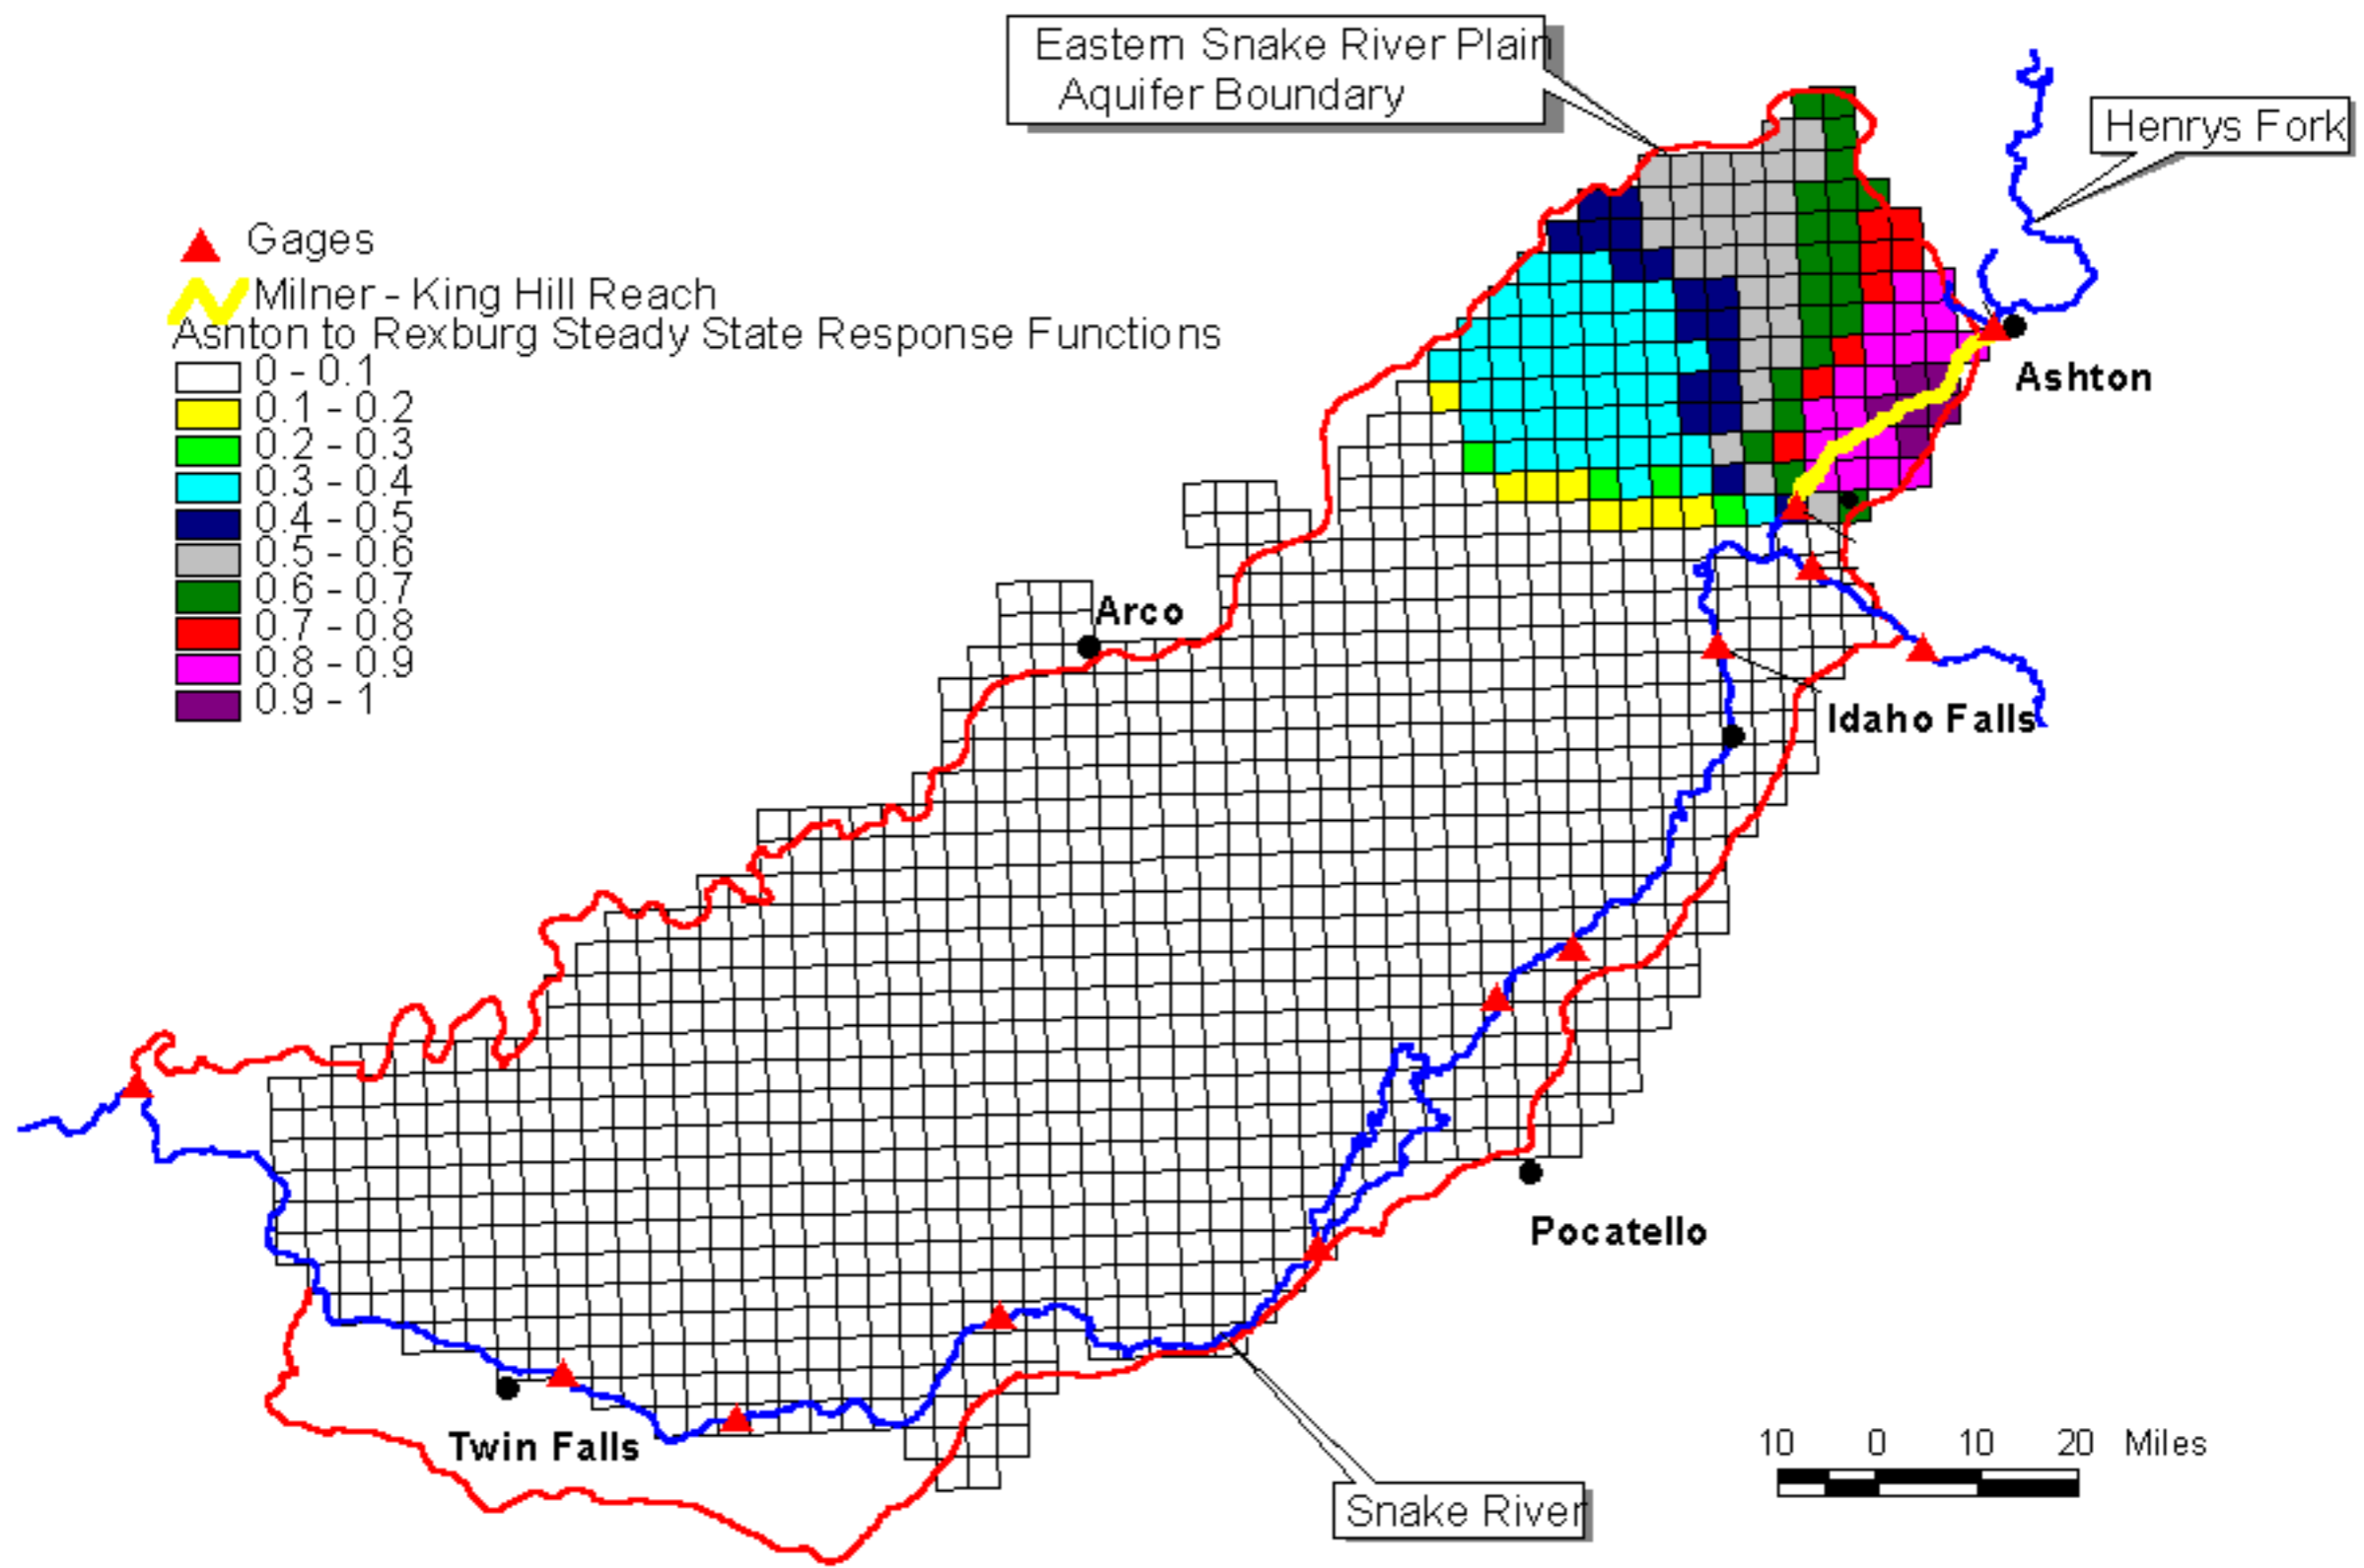 Eastern Snake River Plain
Aquifer Boundary
Henrys Fork
Gages
Milner - King Hill Reach
Ashton to Rexburg Steady State Response Functions
0 - 0.1
0.1 - 0.2
0.2 - 0.3
0.3 - 0.4
0.4 - 0.5
0.5 - 0.6
0.6 - 0.7
0.7 - 0.8
0.8 - 0.9
0.9 - 1
Ashton
Arco
Idaho Falls
Pocatello
Twin Falls
Snake River
10 0 10 20 Miles